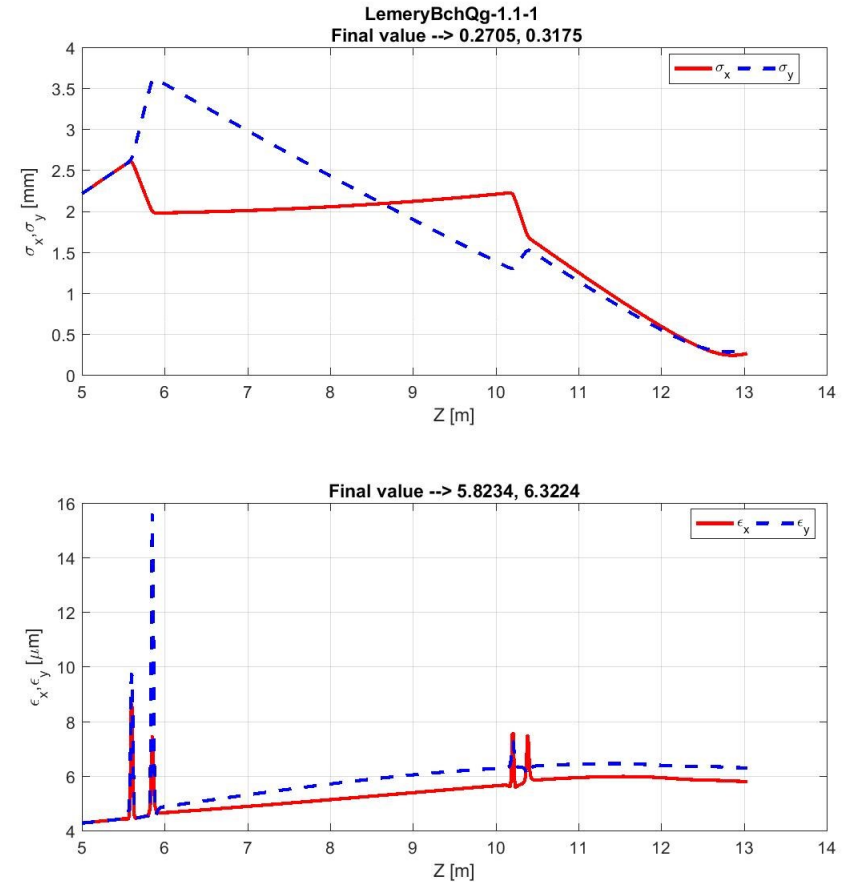 LemeryBchQg-1.1-1
Final value --> 0.2705, 0.3175
4
3.5
3
2.5
2
1.5
1
0.5
0
σx,σy [mm]
σx σy
5 6 7 8 9 10 11 12 13 14
Z [m]
Final value --> 5.8234, 6.3224
16
14
12
10
8
6
4
ϵx,ϵy [μm]
ϵx ϵy
5 6 7 8 9 10 11 12 13 14
Z [m]